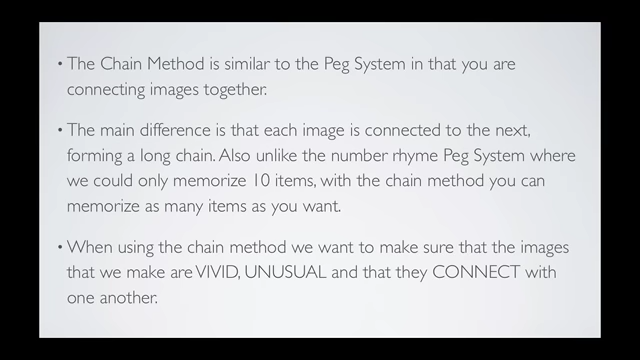 • The Chain Method is similar to the Peg System in that you are
connecting images together.
• The main difference is that each image is connected to the next,
forming a long chain. Also unlike the number rhyme Peg System where
we could only memorize 10 items, with the chain method you can
memorize as many items as you want.
• When using the chain method we want to make sure that the images
that we make are VIVID, UNUSUAL and that they CONNECT with
one another.